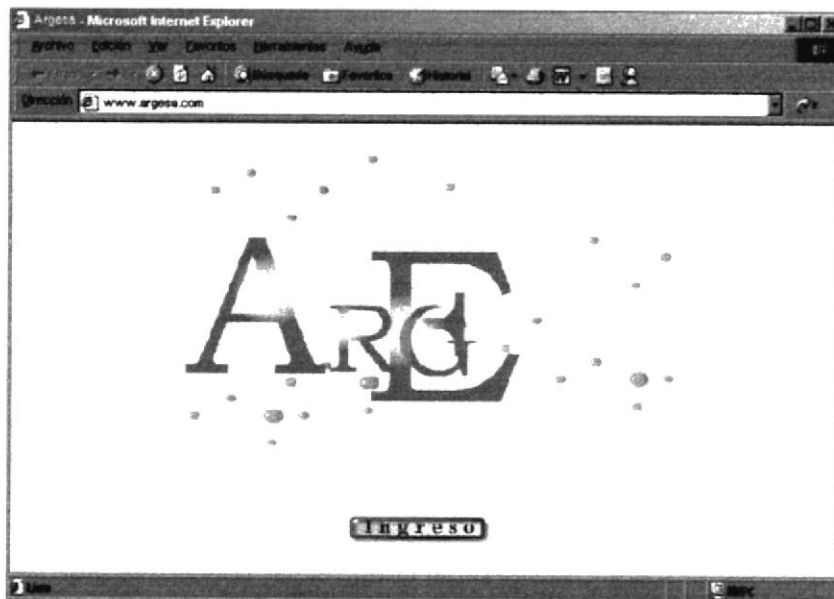 Argesa - Microsoft Internet Explorer
Archivo Edición Ver Favoritos Herramientas Ayuda
Búsqueda Favoritos Historial
Dirección www.argesa.com
ARGE
Ingreso
Listo